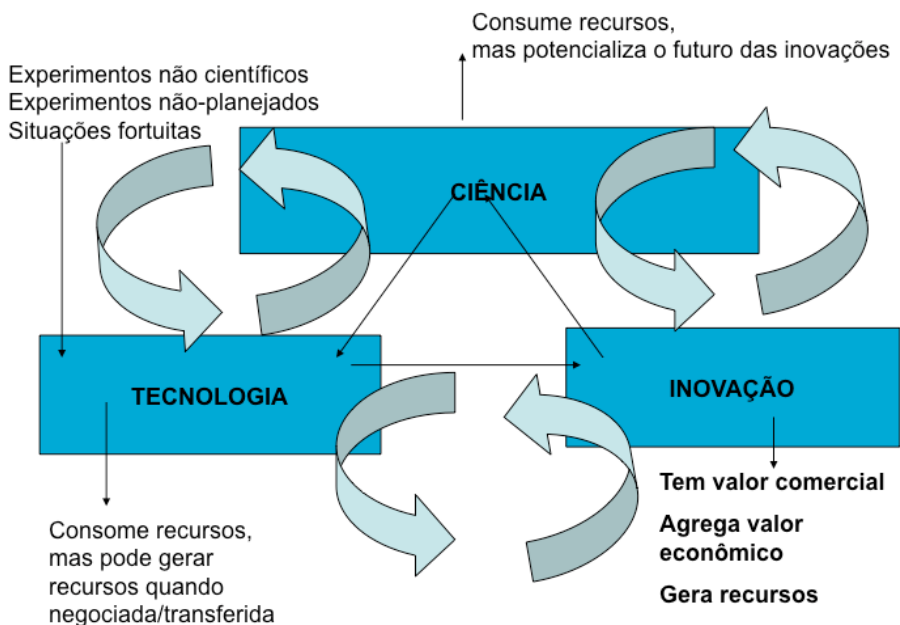 Consume recursos,
mas potencializa o futuro das inovações
Experimentos não científicos
Experimentos não-planejados
Situações fortuitas
CIÊNCIA
TECNOLOGIA
INOVAÇÃO
Consome recursos,
mas pode gerar
recursos quando
negociada/transferida
Tem valor comercial
Agrega valor
econômico
Gera recursos